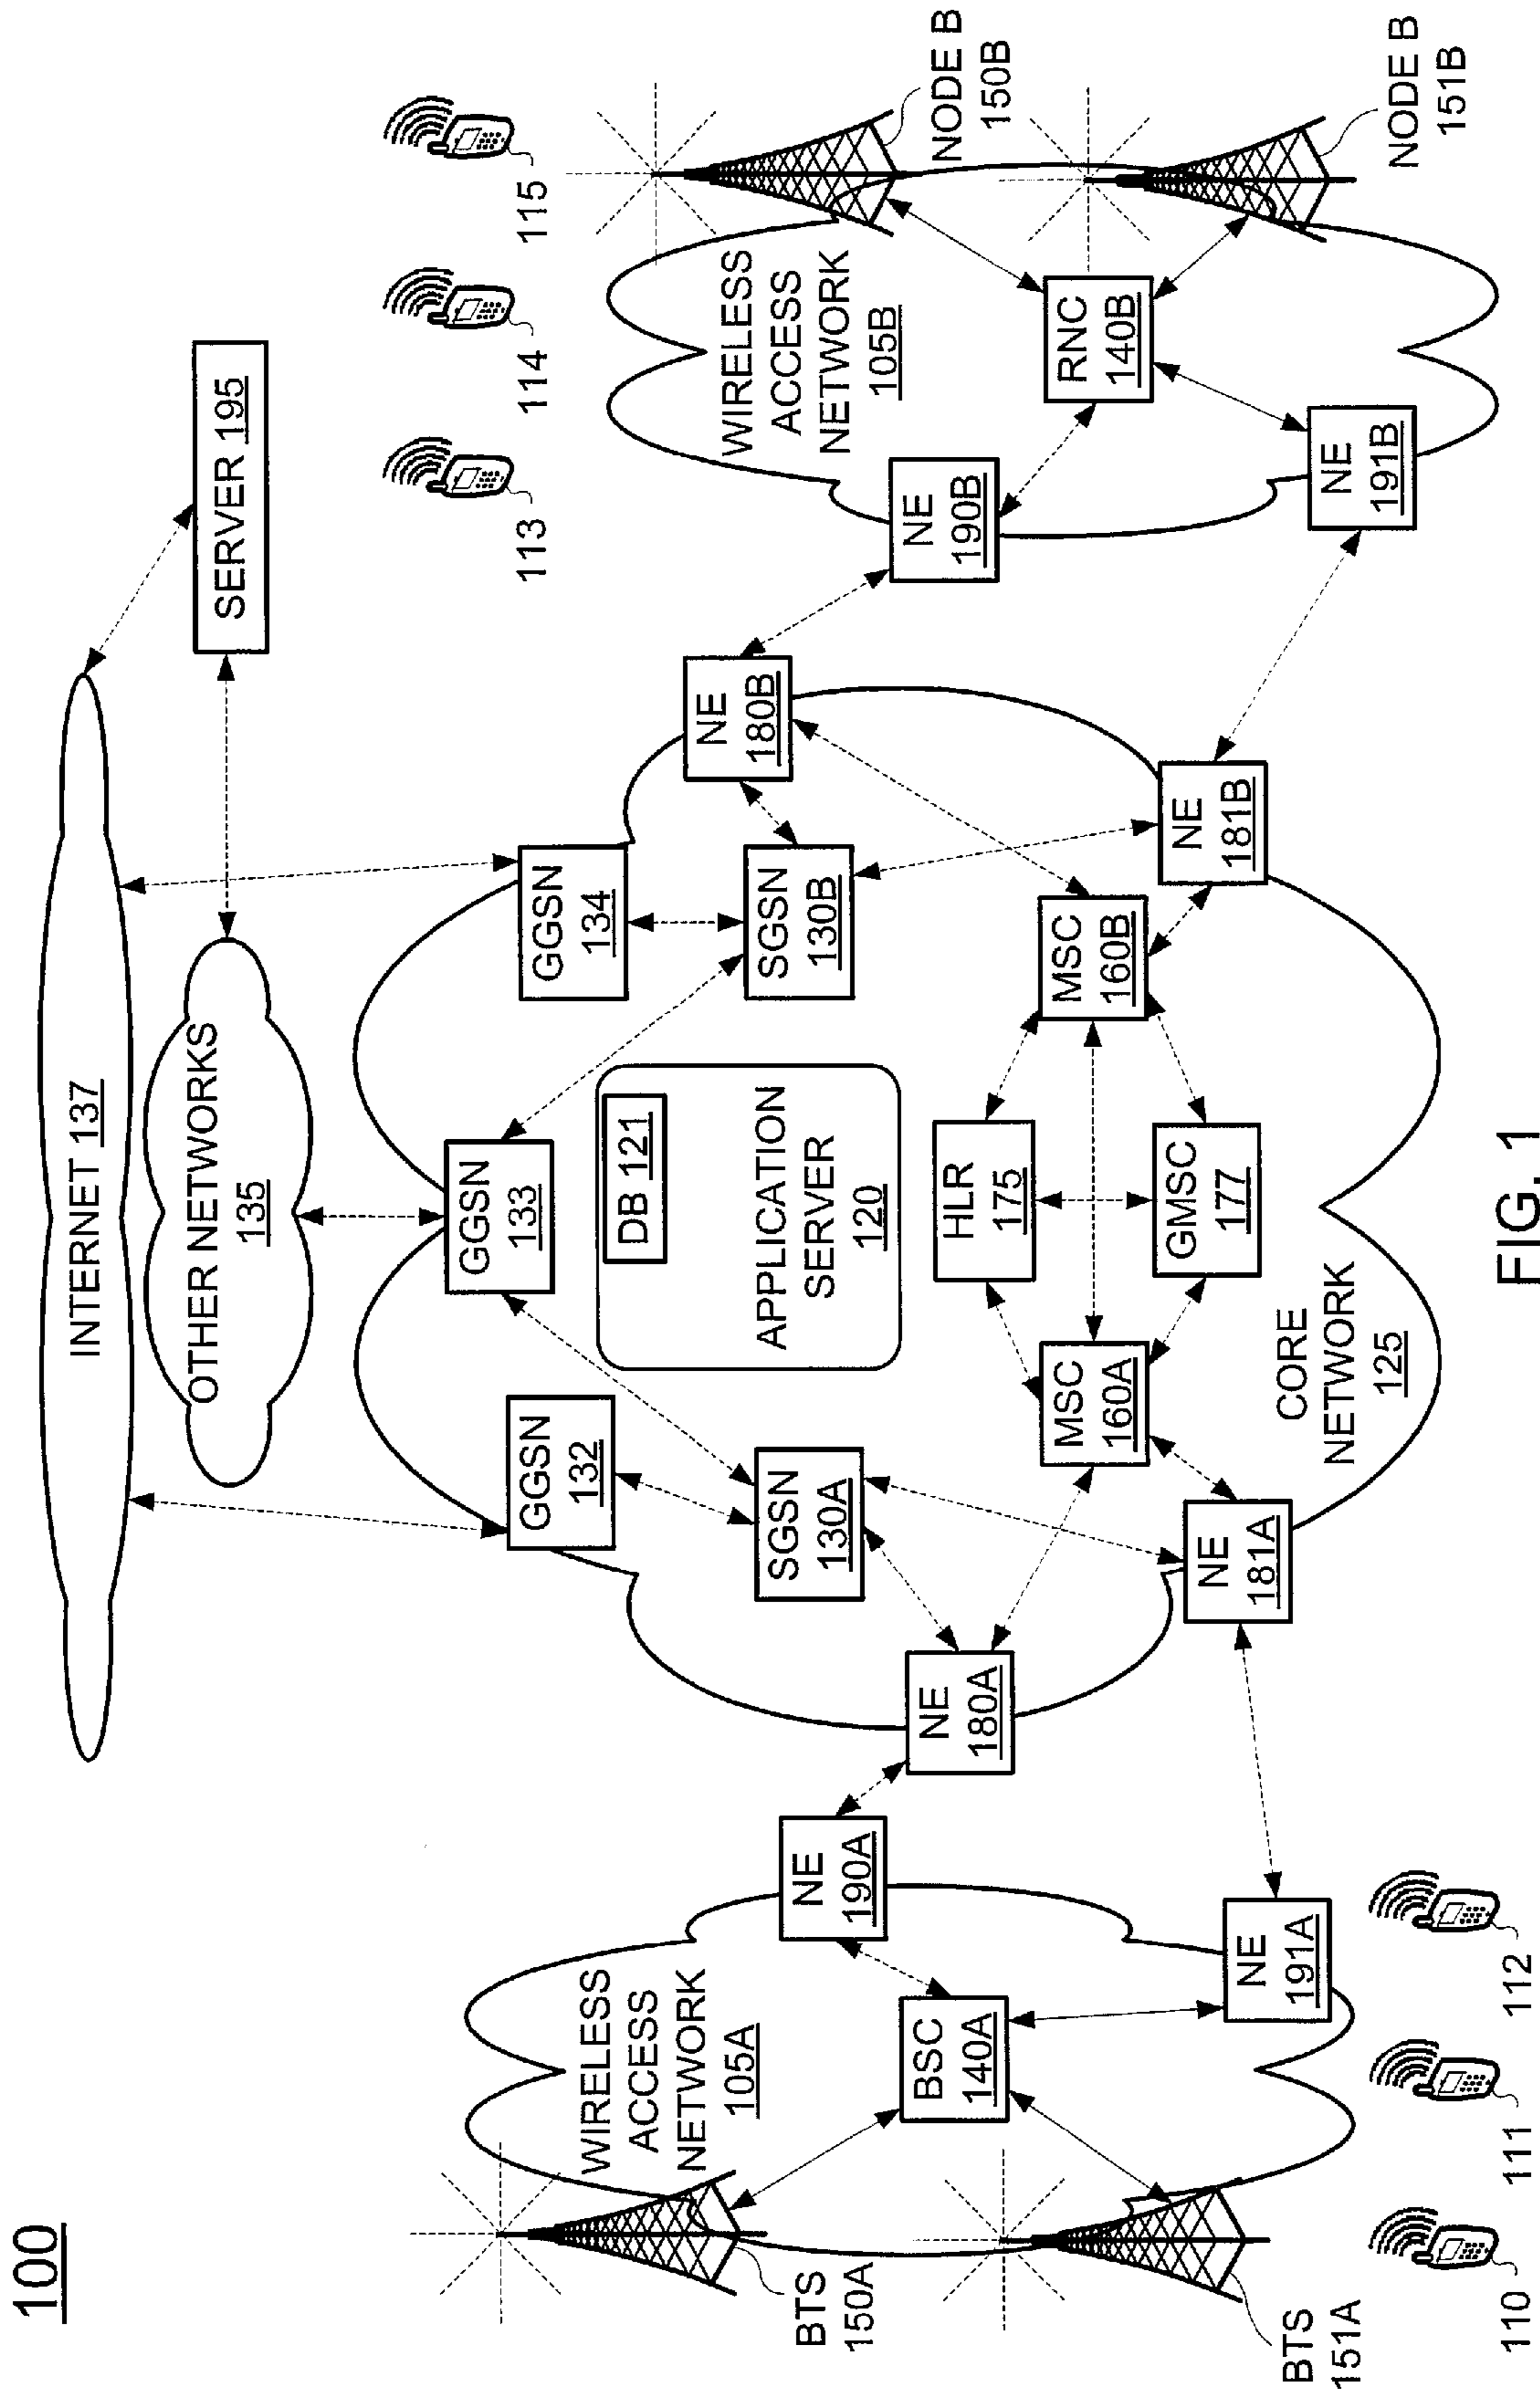 100
INTERNET 137
SERVER 195
OTHER NETWORKS
135
GGSN
132
GGSN
133
GGSN
134
113
114
115
WIRELESS
ACCESS
NETWORK
105A
BTS
150A
BTS
151A
BSC
140A
NE
190A
NE
191A
110
111
112
NE
180A
NE
181A
SGSN
130A
DB 121
APPLICATION
SERVER
120
SGSN
130B
MSC
160A
HLR
175
GMSC
177
MSC
160B
CORE
NETWORK
125
NE
180B
NE
181B
WIRELESS
ACCESS
NETWORK
105B
NE
190B
NE
191B
RNC
140B
NODE B
150B
NODE B
151B
FIG. 1